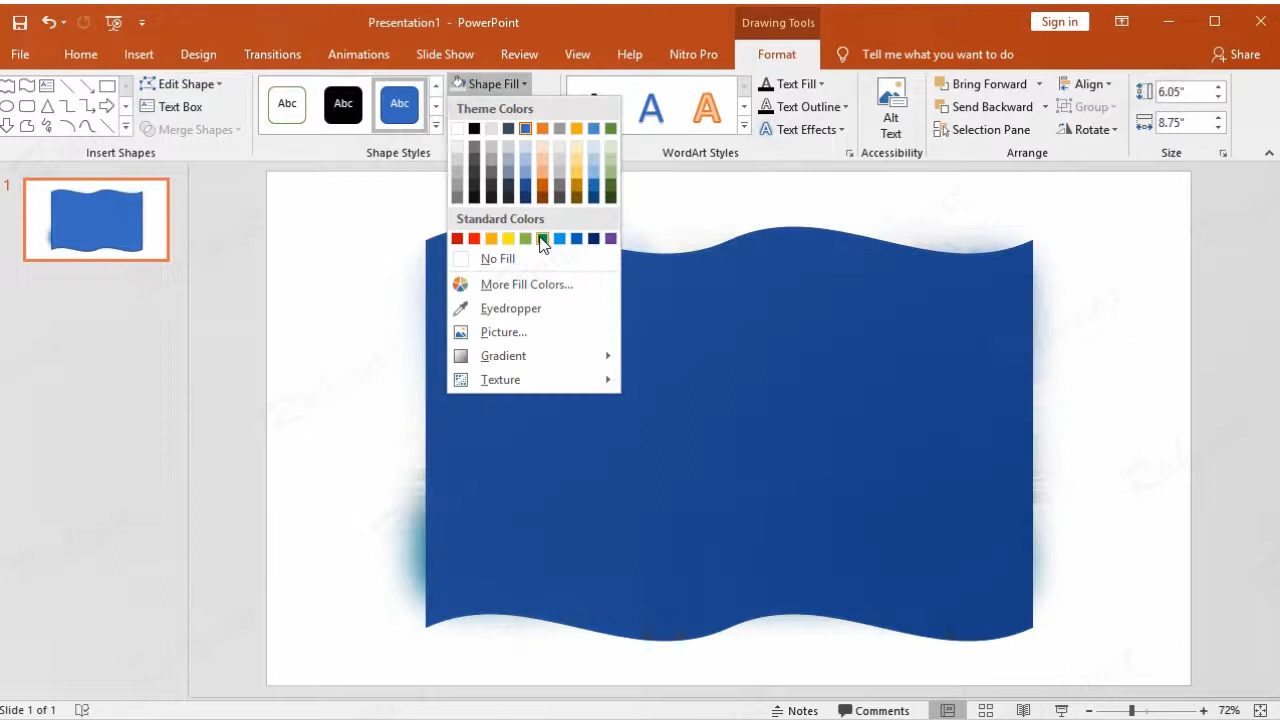 Presentation1 - PowerPoint
Drawing Tools
Sign in
File
Home
Insert
Design
Transitions
Animations
Slide Show
Review
View
Help
Nitro Pro
Format
Tell me what you want to do
Share
Edit Shape
Text Box
Merge Shapes
Insert Shapes
Abc
Abc
Abc
Shape Styles
Shape Fill
Theme Colors
Standard Colors
No Fill
More Fill Colors...
Eyedropper
Picture...
Gradient
Texture
A
A
WordArt Styles
Text Fill
Text Outline
Text Effects
Alt
Text
Accessibility
Bring Forward
Send Backward
Selection Pane
Align
Group
Rotate
Arrange
6.05"
8.75"
Size
1
Slide 1 of 1
Notes
Comments
72%